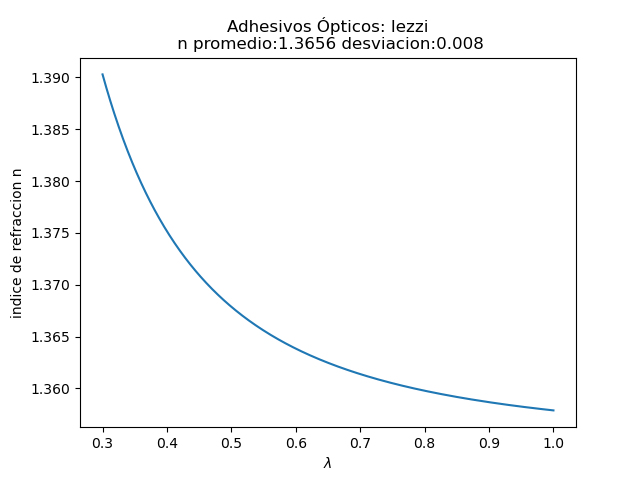 Adhesivos Ópticos: Iezzi
n promedio:1.3656 desviacion:0.008
1.390
1.385
1.380
1.375
1.370
1.365
1.360
indice de refraccion n
0.3 0.4 0.5 0.6 0.7 0.8 0.9 1.0
λ